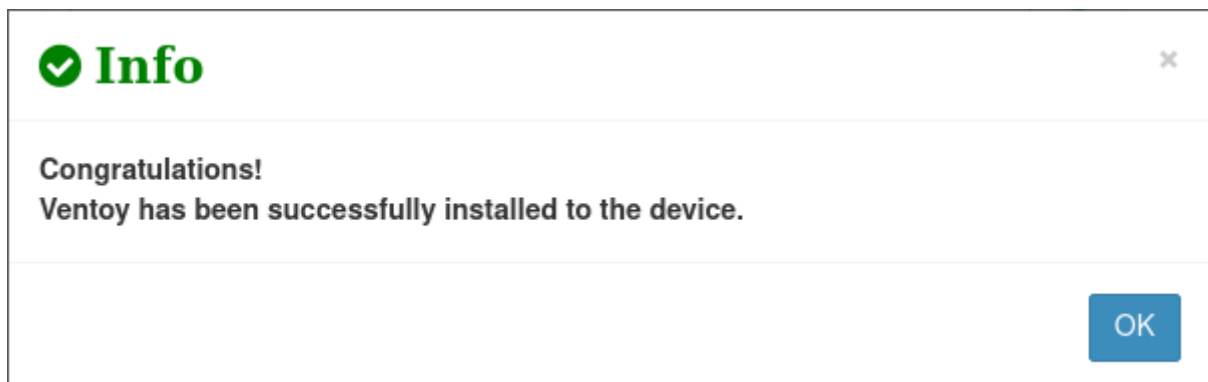 Info
×
Congratulations!
Ventoy has been successfully installed to the device.
OK